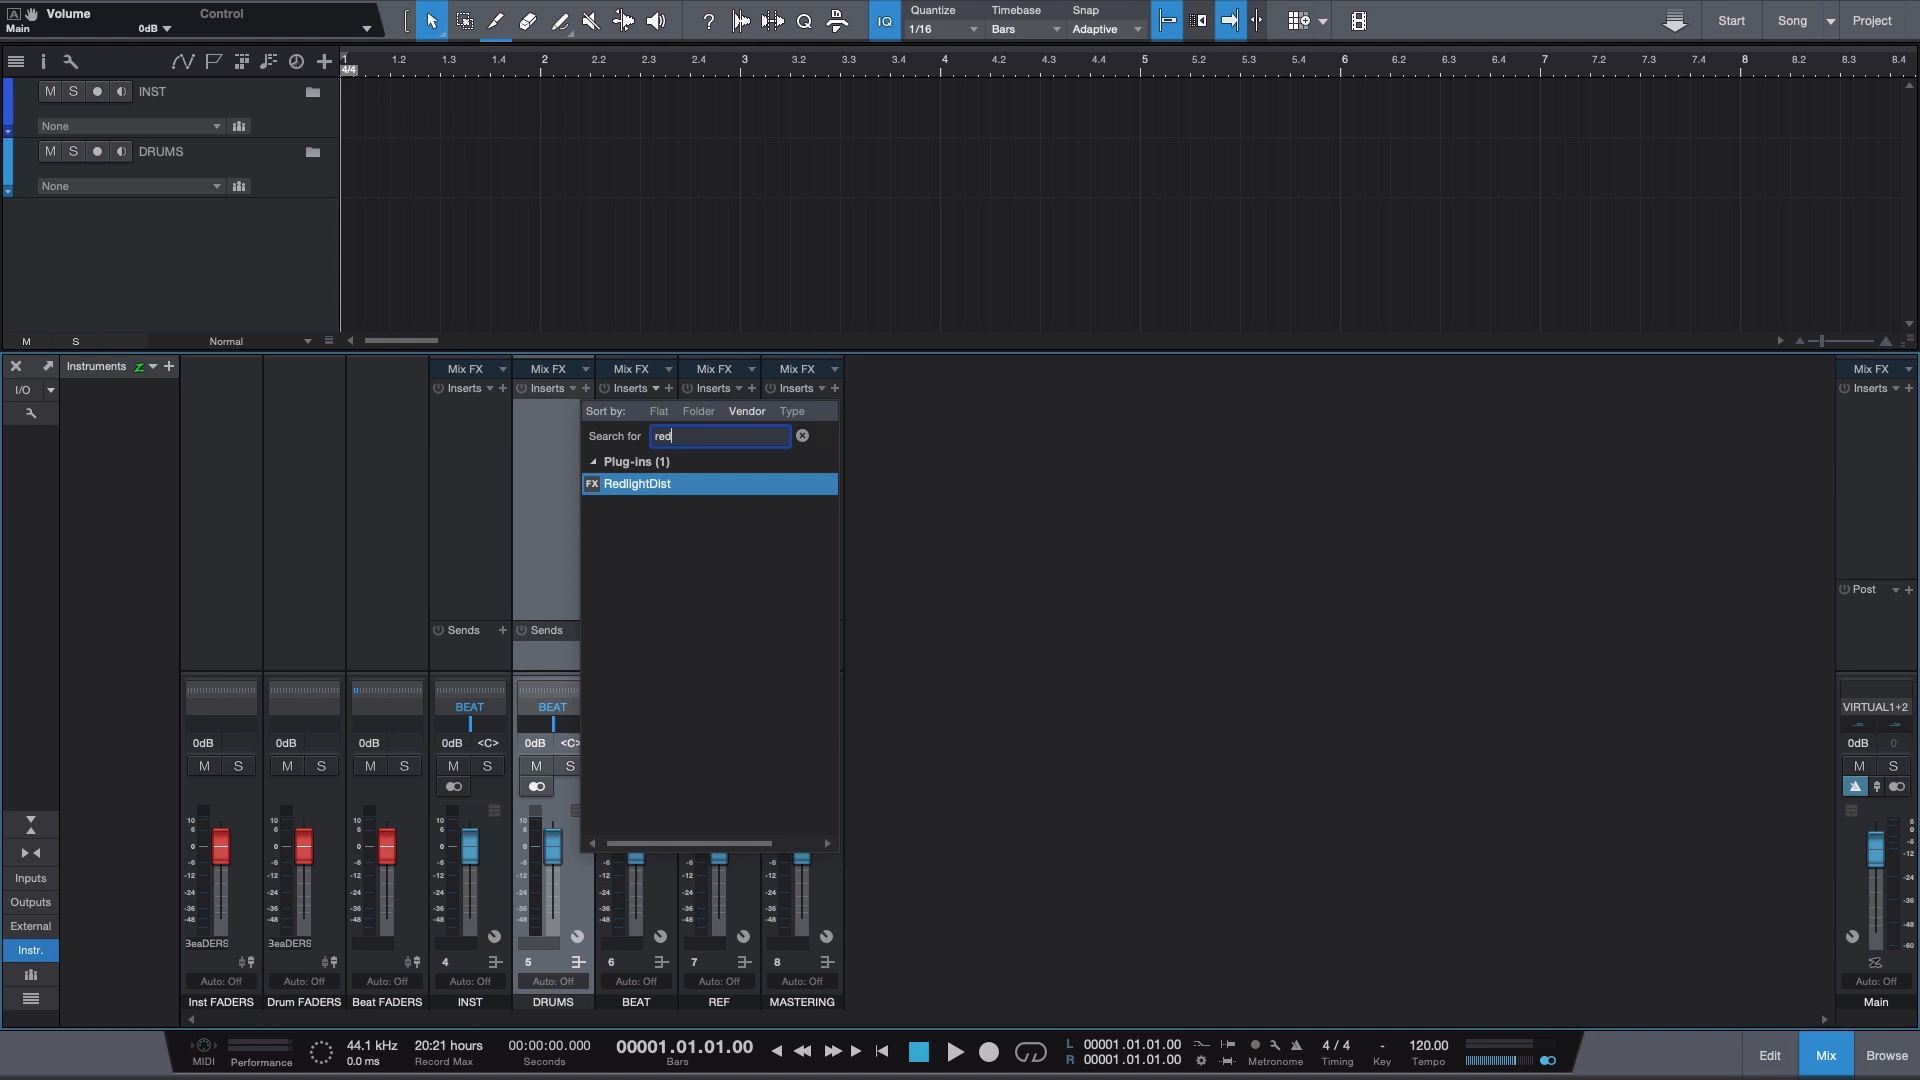 Volume Control
Main 0dB
Quantize Timebase Snap
1/16 Bars Adaptive
IQ
Start Song Project
1 1.2 1.3 1.4 2 2.2 2.3 2.4 3 3.2 3.3 3.4 4 4.2 4.3 4.4 5 5.2 5.3 5.4 6 6.2 6.3 6.4 7 7.2 7.3 7.4 8 8.2 8.3 8.4
4/4
M S INST
None
M S DRUMS
None
M S Normal
Instruments
I/O
Mix FX Mix FX Mix FX Mix FX Mix FX Mix FX
Inserts Inserts Inserts Inserts Inserts Inserts
Sort by: Flat Folder Vendor Type
Search for red
Plug-ins (1)
FX RedlightDist
Post
Sends Sends
BEAT BEAT VIRTUAL1+2
0dB 0dB 0dB 0dB <C> 0dB <C> 0dB 0
M S M S M S M S M S M S
Inputs
Outputs
External
Instr.
BeaDERS BeaDERS
4 5 6 7 8
Auto: Off Auto: Off Auto: Off Auto: Off Auto: Off Auto: Off Auto: Off Auto: Off Auto: Off
Inst FADERS Drum FADERS Beat FADERS INST DRUMS BEAT REF MASTERING Main
MIDI Performance
44.1 kHz 20:21 hours 00:00:00.000 00001.01.01.00
0.0 ms Record Max Seconds Bars
L 00001.01.01.00
R 00001.01.01.00
Metronome
4 / 4 - 120.00
Timing Key Tempo
Edit Mix Browse